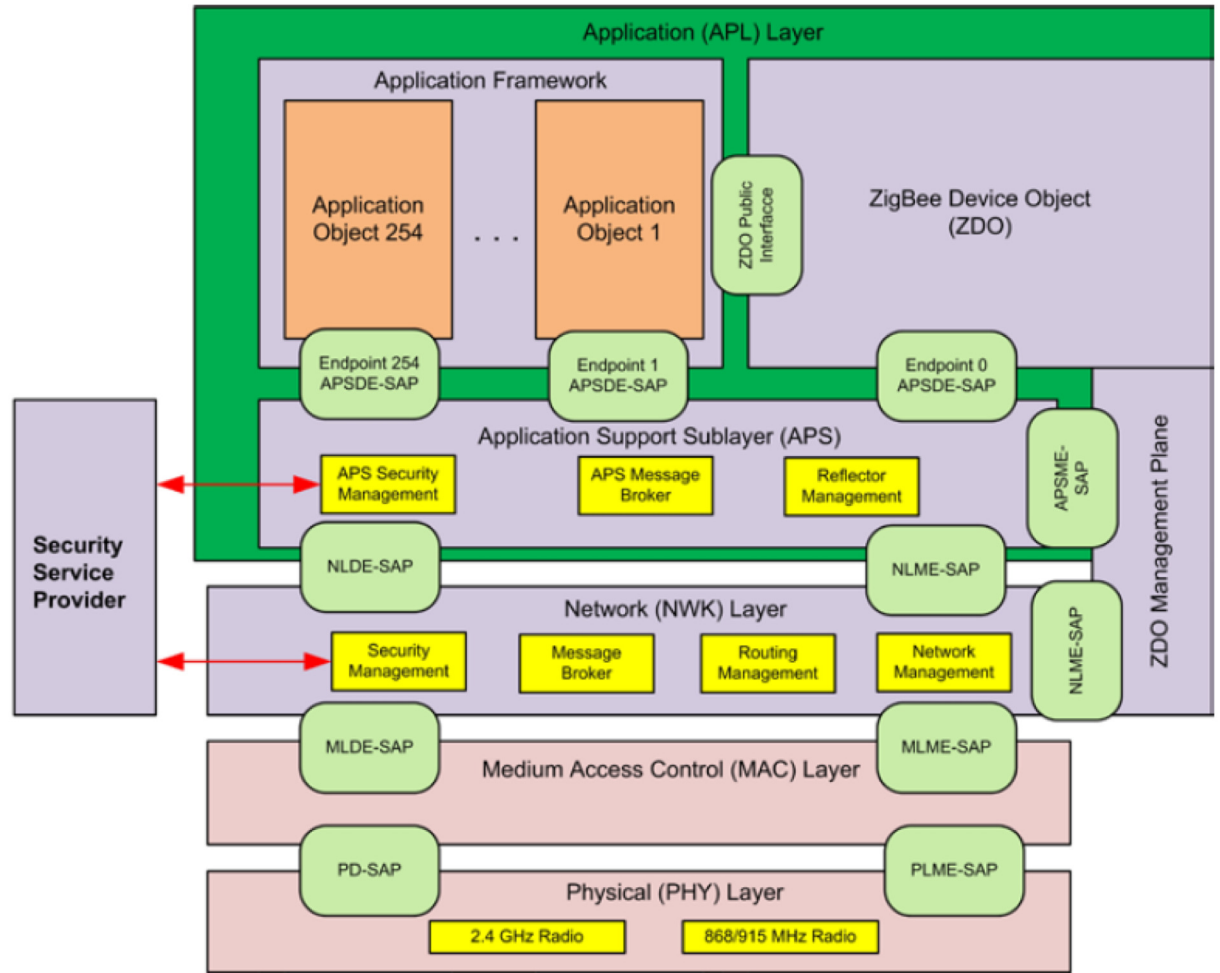 Application (APL) Layer
Application Framework
Application
Object 254
. . .
Application
Object 1
ZDO Public
Interfacce
ZigBee Device Object
(ZDO)
Endpoint 254
APSDE-SAP
Endpoint 1
APSDE-SAP
Endpoint 0
APSDE-SAP
Application Support Sublayer (APS)
APS Security
Management
APS Message
Broker
Reflector
Management
APSME-
SAP
ZDO Management Plane
Security
Service
Provider
NLDE-SAP
NLME-SAP
Network (NWK) Layer
Security
Management
Message
Broker
Routing
Management
Network
Management
NLME-SAP
MLDE-SAP
MLME-SAP
Medium Access Control (MAC) Layer
PD-SAP
PLME-SAP
Physical (PHY) Layer
2.4 GHz Radio
868/915 MHz Radio